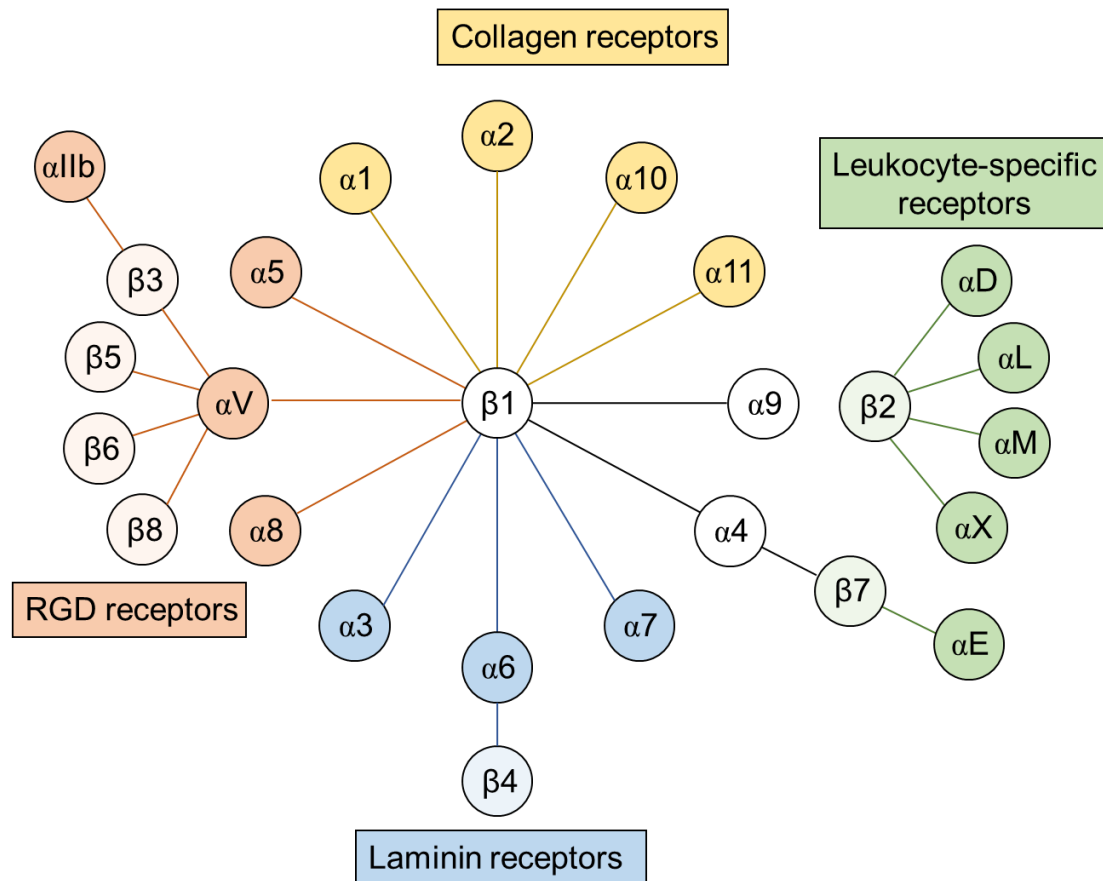 Collagen receptors
α2
αIIb
α1
α10
Leukocyte-specific
receptors
β3
α5
α11
αD
β5
αL
αV
β1
α9
β2
β6
αM
β8
α8
α4
αX
β7
RGD receptors
α3
α7
αE
α6
β4
Laminin receptors